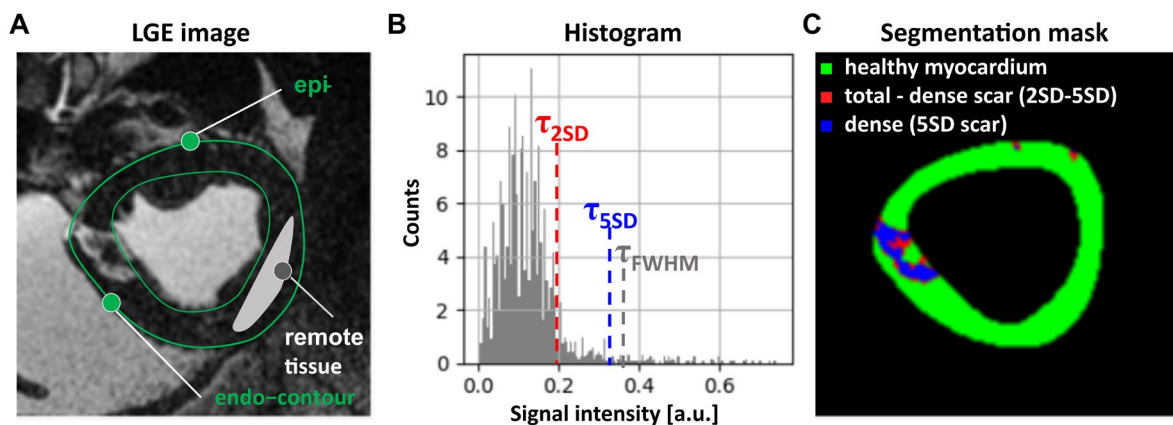 A
LGE image
epi-
remote
tissue
endo–contour
B
Histogram
Counts
10
8
6
4
2
0
τ2SD
τ5SD
τFWHM
0.0
0.2
0.4
0.6
Signal intensity [a.u.]
C
Segmentation mask
healthy myocardium
total - dense scar (2SD-5SD)
dense (5SD scar)